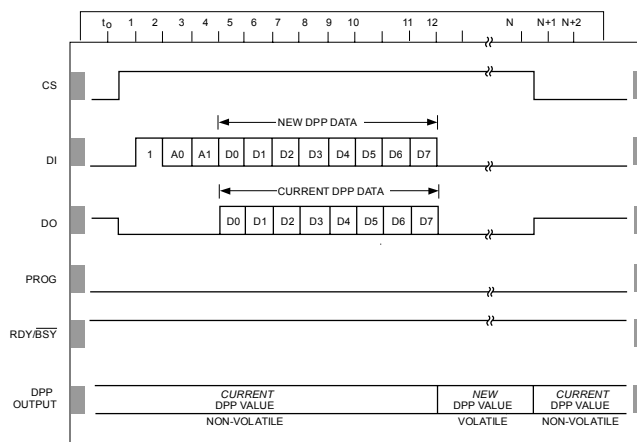 to 1 2 3 4 5 6 7 8 9 10 11 12 N N+1 N+2
CS
NEW DPP DATA
DI 1 A0 A1 D0 D1 D2 D3 D4 D5 D6 D7
CURRENT DPP DATA
DO D0 D1 D2 D3 D4 D5 D6 D7
PROG
RDY/BSY
DPP OUTPUT
CURRENT DPP VALUE
NON-VOLATILE
NEW DPP VALUE
VOLATILE
CURRENT DPP VALUE
NON-VOLATILE